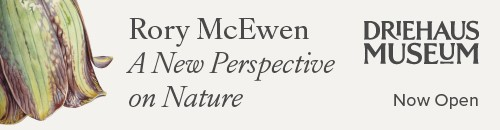 Rory McEwen
A New Perspective
on Nature
DRIEHAUS
MUSEUM
Now Open